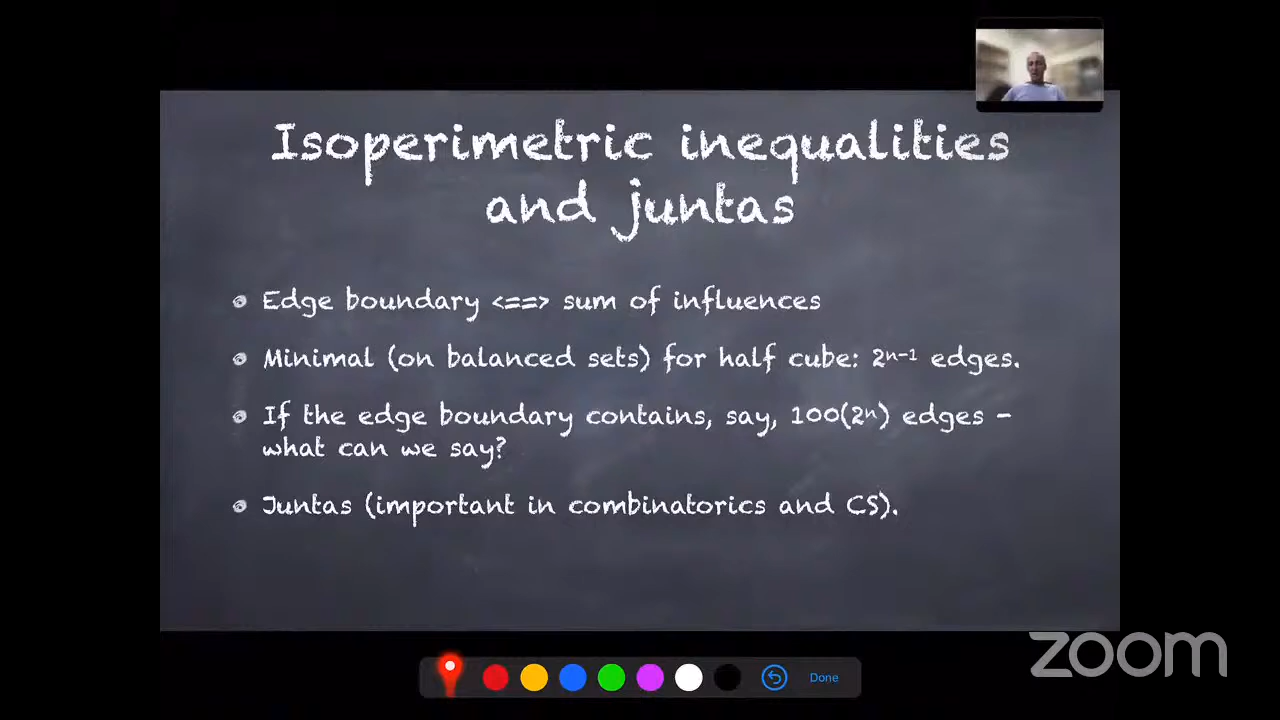 Isoperimetric inequalities
and juntas
Edge boundary <==> sum of influences
Minimal (on balanced sets) for half cube: 2ⁿ⁻¹ edges.
If the edge boundary contains, say, 100(2ⁿ) edges –
what can we say?
Juntas (important in combinatorics and CS).
Done
zoom